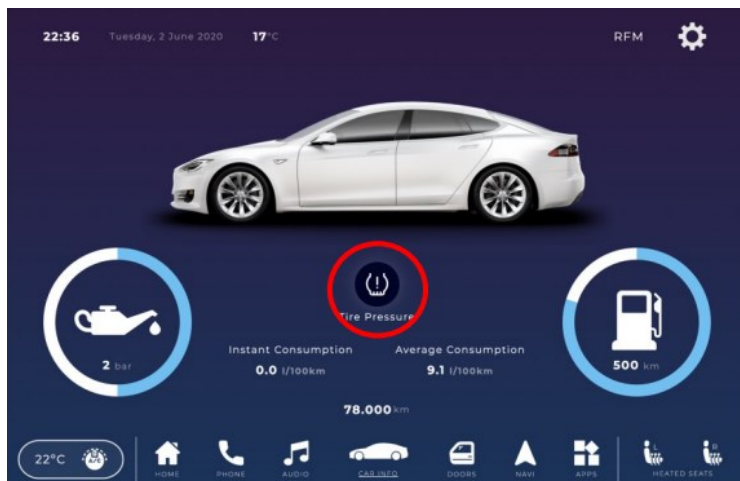 22:36 Tuesday, 2 June 2020 17°C RFM
Tire Pressure
2 bar
500 km
Instant Consumption Average Consumption
0.0 l/100km 9.1 l/100km
78.000 km
22°C A/C
HOME PHONE AUDIO CAR INFO DOORS NAVI APPS L R HEATED SEATS